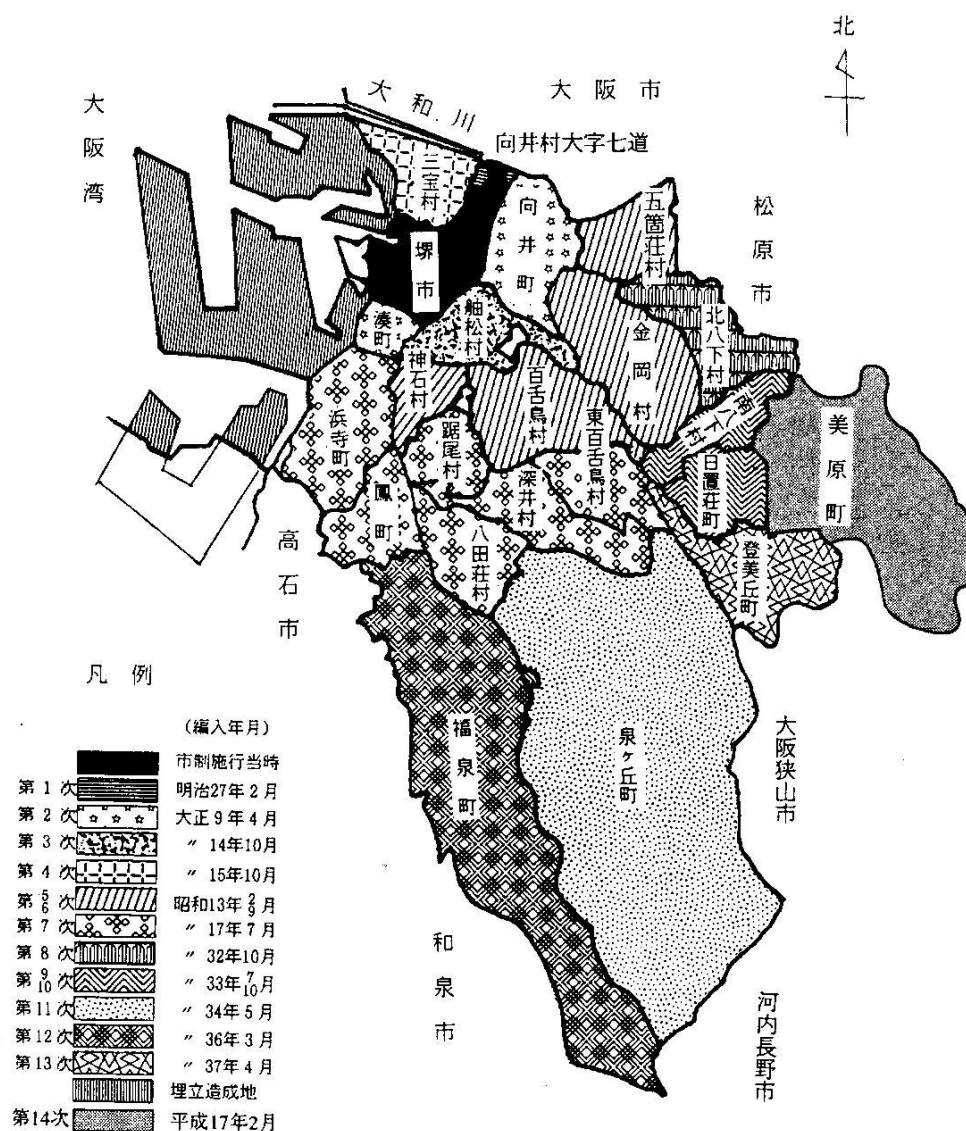 北
大阪湾
大和川
大阪市
向井村大字七道
三宝村
向井町
五箇荘村
松原市
堺市
北八下村
湊町
舳松村
金岡村
神石村
百舌鳥村
東百舌鳥村
南八下村
美原町
浜寺町
踞尾村
日置荘町
鳳町
深井村
八田荘村
登美丘町
高石市
福泉町
泉ヶ丘町
大阪狭山市
和泉市
河内長野市
凡例
(編入年月)
市制施行当時
第1次 明治27年2月
第2次 大正9年4月
第3次 〃 14年10月
第4次 〃 15年10月
第5/6次 昭和13年2/9月
第7次 〃 17年7月
第8次 〃 32年10月
第9/10次 〃 33年7/10月
第11次 〃 34年5月
第12次 〃 36年3月
第13次 〃 37年4月
埋立造成地
第14次 平成17年2月